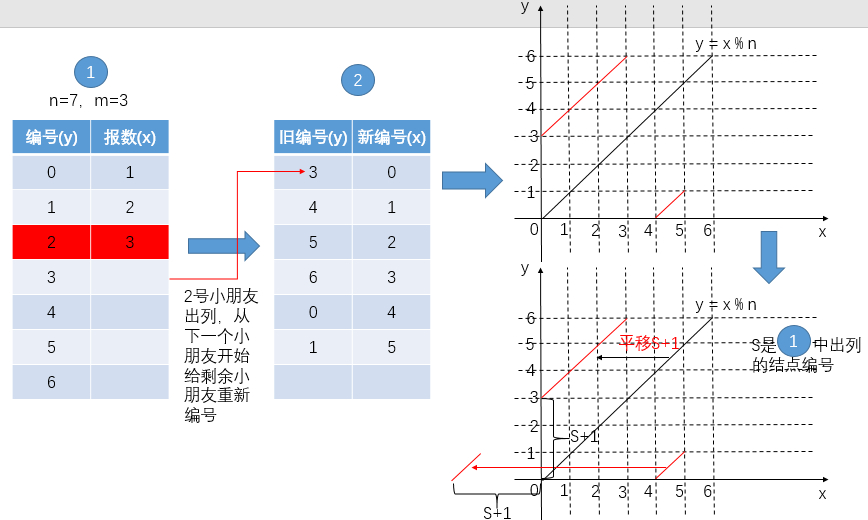 1
n=7，m=3
编号(y) 报数(x)
0 1
1 2
2 3
3
4
5
6
2号小朋友
出列，从
下一个小
朋友开始
给剩余小
朋友重新
编号
2
旧编号(y) 新编号(x)
3 0
4 1
5 2
6 3
0 4
1 5
y
y = x % n
6
5
4
3
2
1
0 1 2 3 4 5 6
x
y
y = x % n
6
5
4
3
2
1
0 1 2 3 4 5 6
x
平移S+1
S+1
S+1
S是 1 中出列
的结点编号